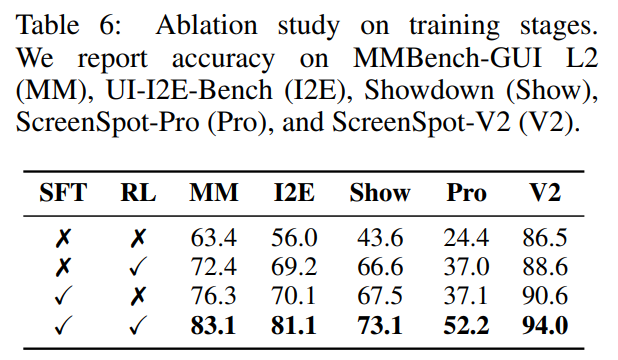 Table 6: Ablation study on training stages.
We report accuracy on MMBench-GUI L2
(MM), UI-I2E-Bench (I2E), Showdown (Show),
ScreenSpot-Pro (Pro), and ScreenSpot-V2 (V2).
SFT RL MM I2E Show Pro V2
✗ ✗ 63.4 56.0 43.6 24.4 86.5
✗ ✓ 72.4 69.2 66.6 37.0 88.6
✓ ✗ 76.3 70.1 67.5 37.1 90.6
✓ ✓ 83.1 81.1 73.1 52.2 94.0